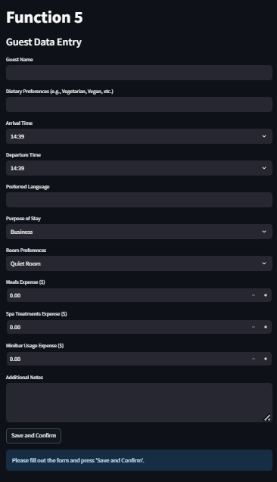 Function 5
Guest Data Entry
Guest Name
Dietary Preferences (e.g., Vegetarian, Vegan, etc.)
Arrival Time
14:39
Departure Time
14:39
Preferred Language
Purpose of Stay
Business
Room Preferences
Quiet Room
Meals Expense ($)
0.00
Spa Treatments Expense ($)
0.00
Minibar Usage Expense ($)
0.00
Additional Notes
Save and Confirm
Please fill out the form and press 'Save and Confirm'.